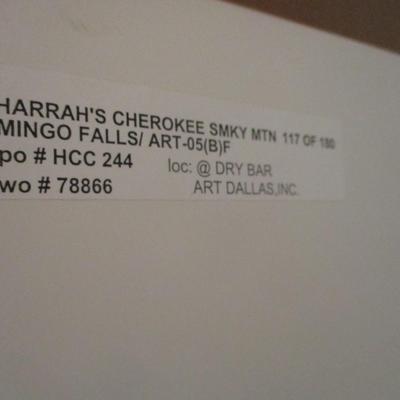 HARRAH'S CHEROKEE SMKY MTN 117 OF 180
MINGO FALLS/ ART-05(B)F
po # HCC 244 loc: @ DRY BAR
wo # 78866 ART DALLAS,INC.